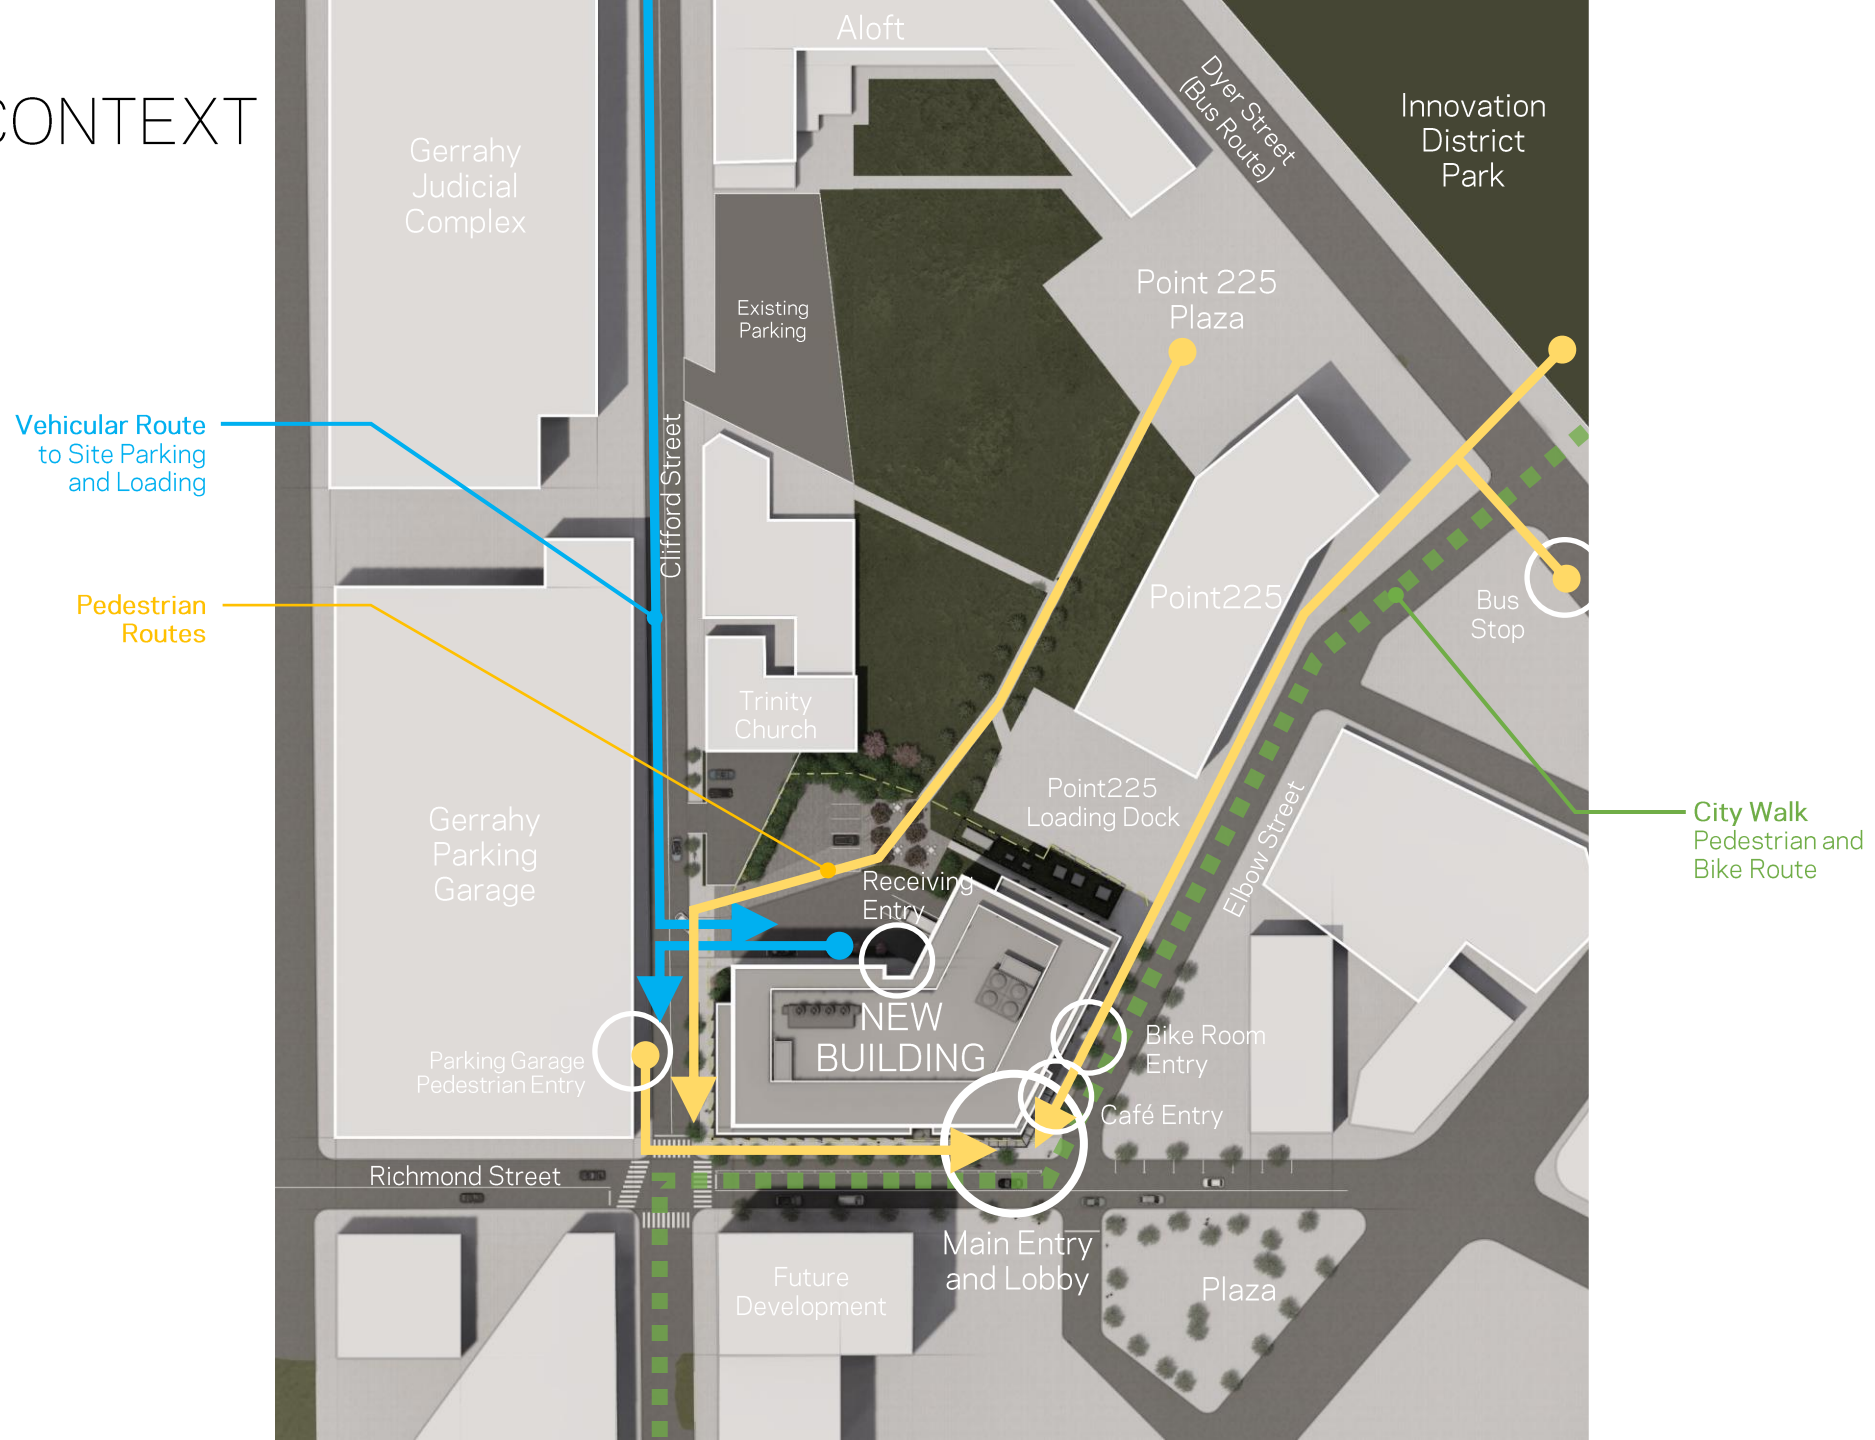 CONTEXT
Aloft
Dyer Street
(Bus Route)
Innovation
District
Park
Gerrahy
Judicial
Complex
Existing
Parking
Point 225
Plaza
Vehicular Route
to Site Parking
and Loading
Clifford Street
Pedestrian
Routes
Point225
Bus
Stop
Trinity
Church
Point225
Loading Dock
Elbow Street
City Walk
Pedestrian and
Bike Route
Gerrahy
Parking
Garage
Receiving
Entry
NEW
BUILDING
Bike Room
Entry
Parking Garage
Pedestrian Entry
Café Entry
Richmond Street
Main Entry
and Lobby
Future
Development
Plaza